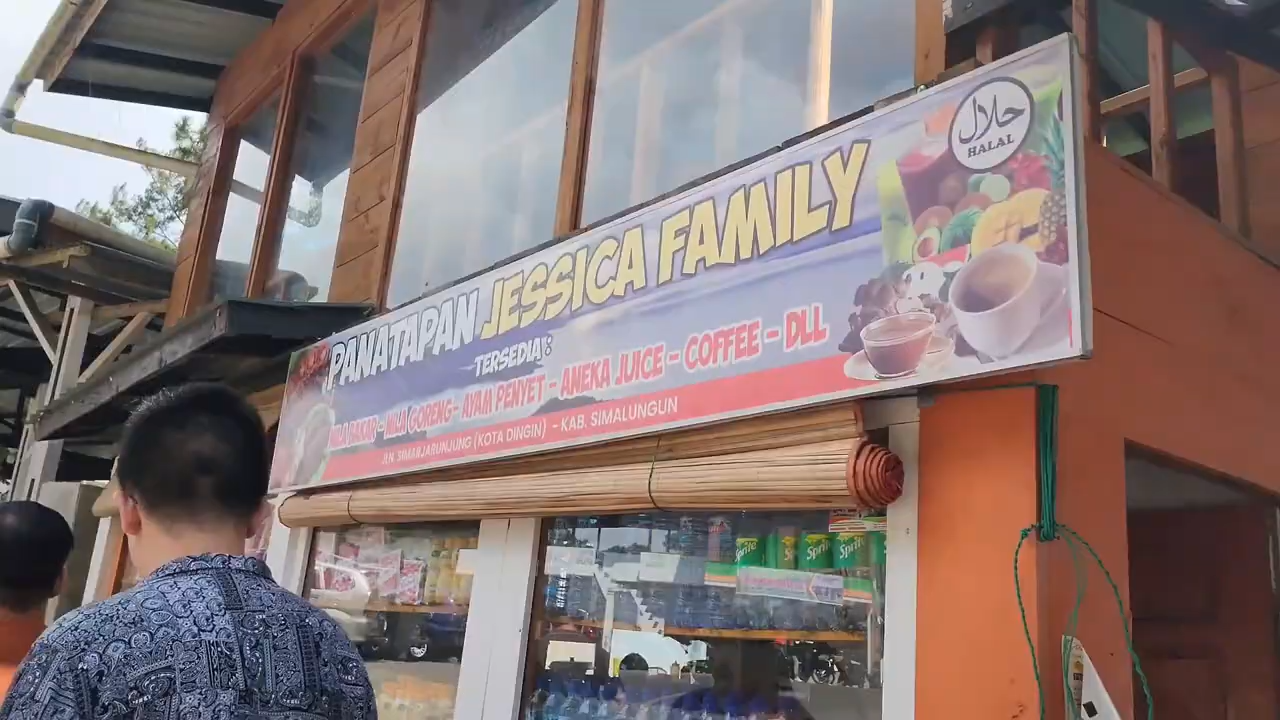 حلال
HALAL
PANATAPAN JESSICA FAMILY
TERSEDIA:
NILA BAKAR - NILA GORENG - AYAM PENYET - ANEKA JUICE - COFFEE - DLL
JLN. SIMARJARUNJUNG (KOTA DINGIN) - KAB. SIMALUNGUN
Sprite
Sprite
Sprite